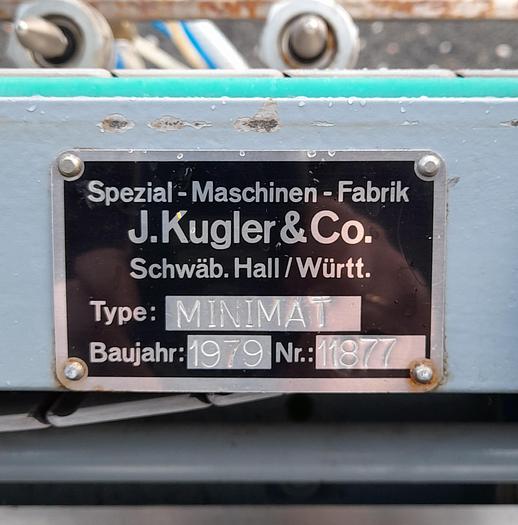 Spezial - Maschinen - Fabrik
J. Kugler & Co.
Schwäb. Hall / Württ.
Type: MINIMAT
Baujahr: 1979 Nr.: 11877